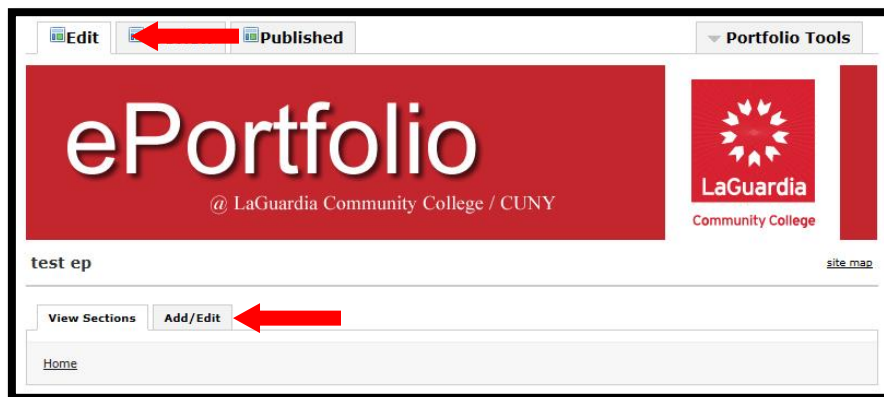 Edit Published Portfolio Tools
ePortfolio
@ LaGuardia Community College / CUNY
LaGuardia
Community College
test ep site map
View Sections Add/Edit
Home